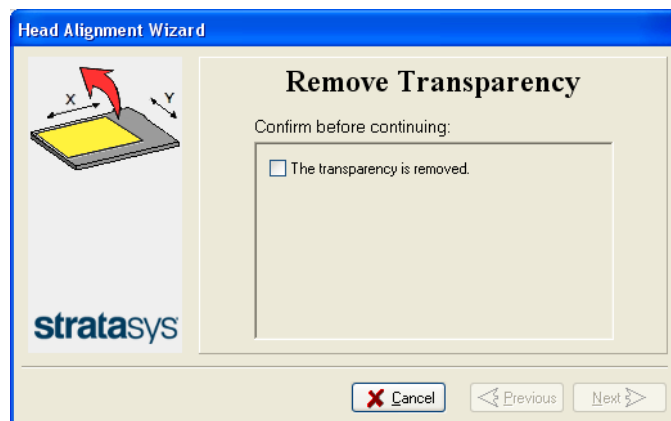 Head Alignment Wizard
X
Y
Remove Transparency
Confirm before continuing:
The transparency is removed.
stratasys
Cancel
Previous
Next